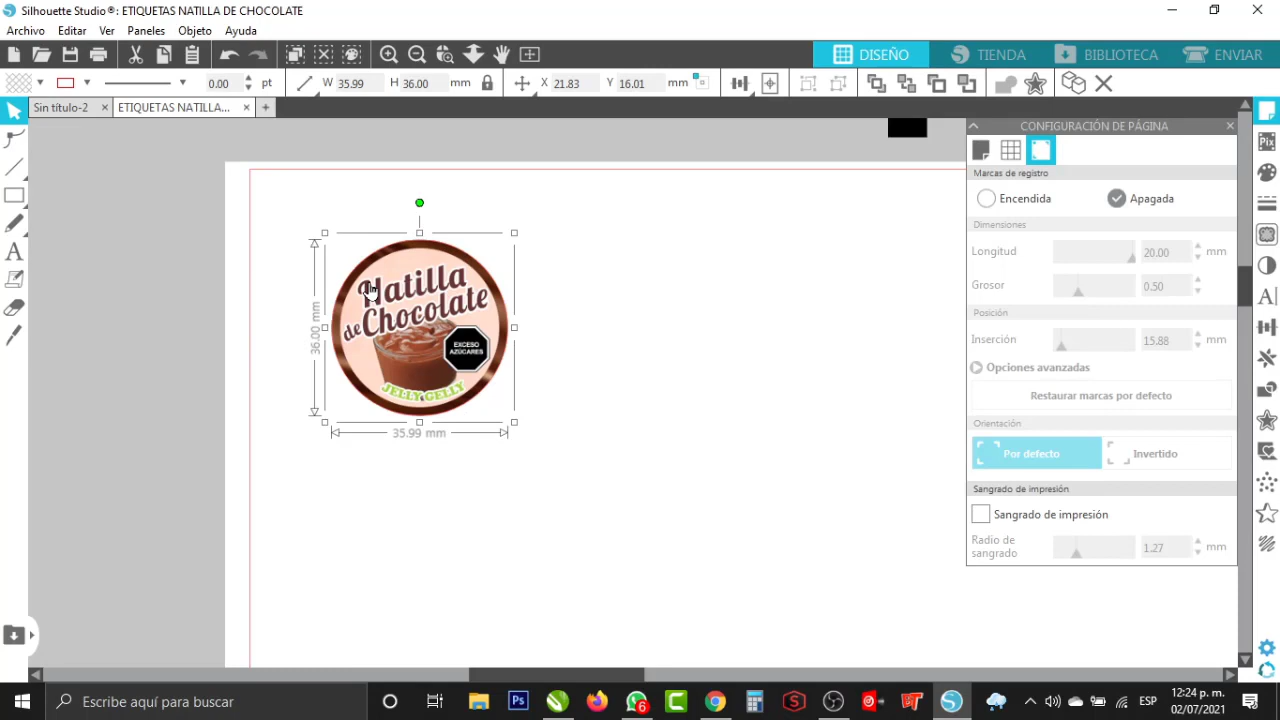 Silhouette Studio®: ETIQUETAS NATILLA DE CHOCOLATE
Archivo Editar Ver Paneles Objeto Ayuda
DISEÑO TIENDA BIBLIOTECA ENVIAR
0.00 pt W 35.99 H 36.00 mm X 21.83 Y 16.01 mm
Sin título-2 × ETIQUETAS NATILLA... × +
CONFIGURACIÓN DE PÁGINA
Pix
Marcas de registro
Encendida Apagada
Dimensiones
Longitud 20.00 mm
Grosor 0.50
Posición
Inserción 15.88 mm
Opciones avanzadas
Restaurar marcas por defecto
Orientación
Por defecto Invertido
Sangrado de impresión
Sangrado de impresión
Radio de sangrado 1.27 mm
Natilla
de Chocolate
EXCESO
AZÚCARES
JELLY GELLY
36.00 mm
35.99 mm
Escribe aquí para buscar
Ps
6
ESP
12:24 p. m.
02/07/2021